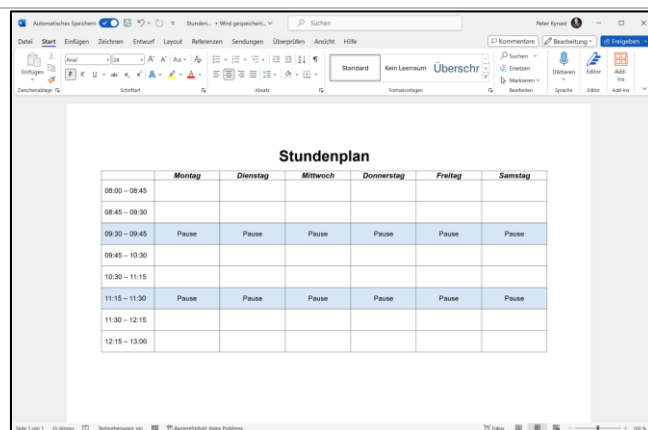 Automatisches Speichern
Stunden... • Wird gespeichert...
Suchen
Peter Kynast
Datei Start Einfügen Zeichnen Entwurf Layout Referenzen Sendungen Überprüfen Ansicht Hilfe
Kommentare Bearbeitung Freigeben
Einfügen
Arial 24
Standard Kein Leerraum Überschr
Suchen
Ersetzen
Markieren
Diktieren Editor Add-Ins
Zwischenablage Schriftart Absatz Formatvorlagen Bearbeiten Sprache Editor Add-Ins
Stundenplan
Montag Dienstag Mittwoch Donnerstag Freitag Samstag
08:00 – 08:45
08:45 – 09:30
09:30 – 09:45 Pause Pause Pause Pause Pause Pause
09:45 – 10:30
10:30 – 11:15
11:15 – 11:30 Pause Pause Pause Pause Pause Pause
11:30 – 12:15
12:15 – 13:00
Seite 1 von 1 35 Wörter Textvorhersagen: ein Barrierefreiheit: Keine Probleme Fokus 100 %